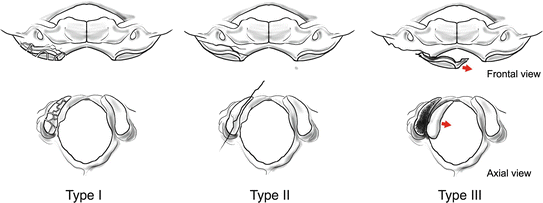 Frontal view
Axial view
Type I
Type II
Type III